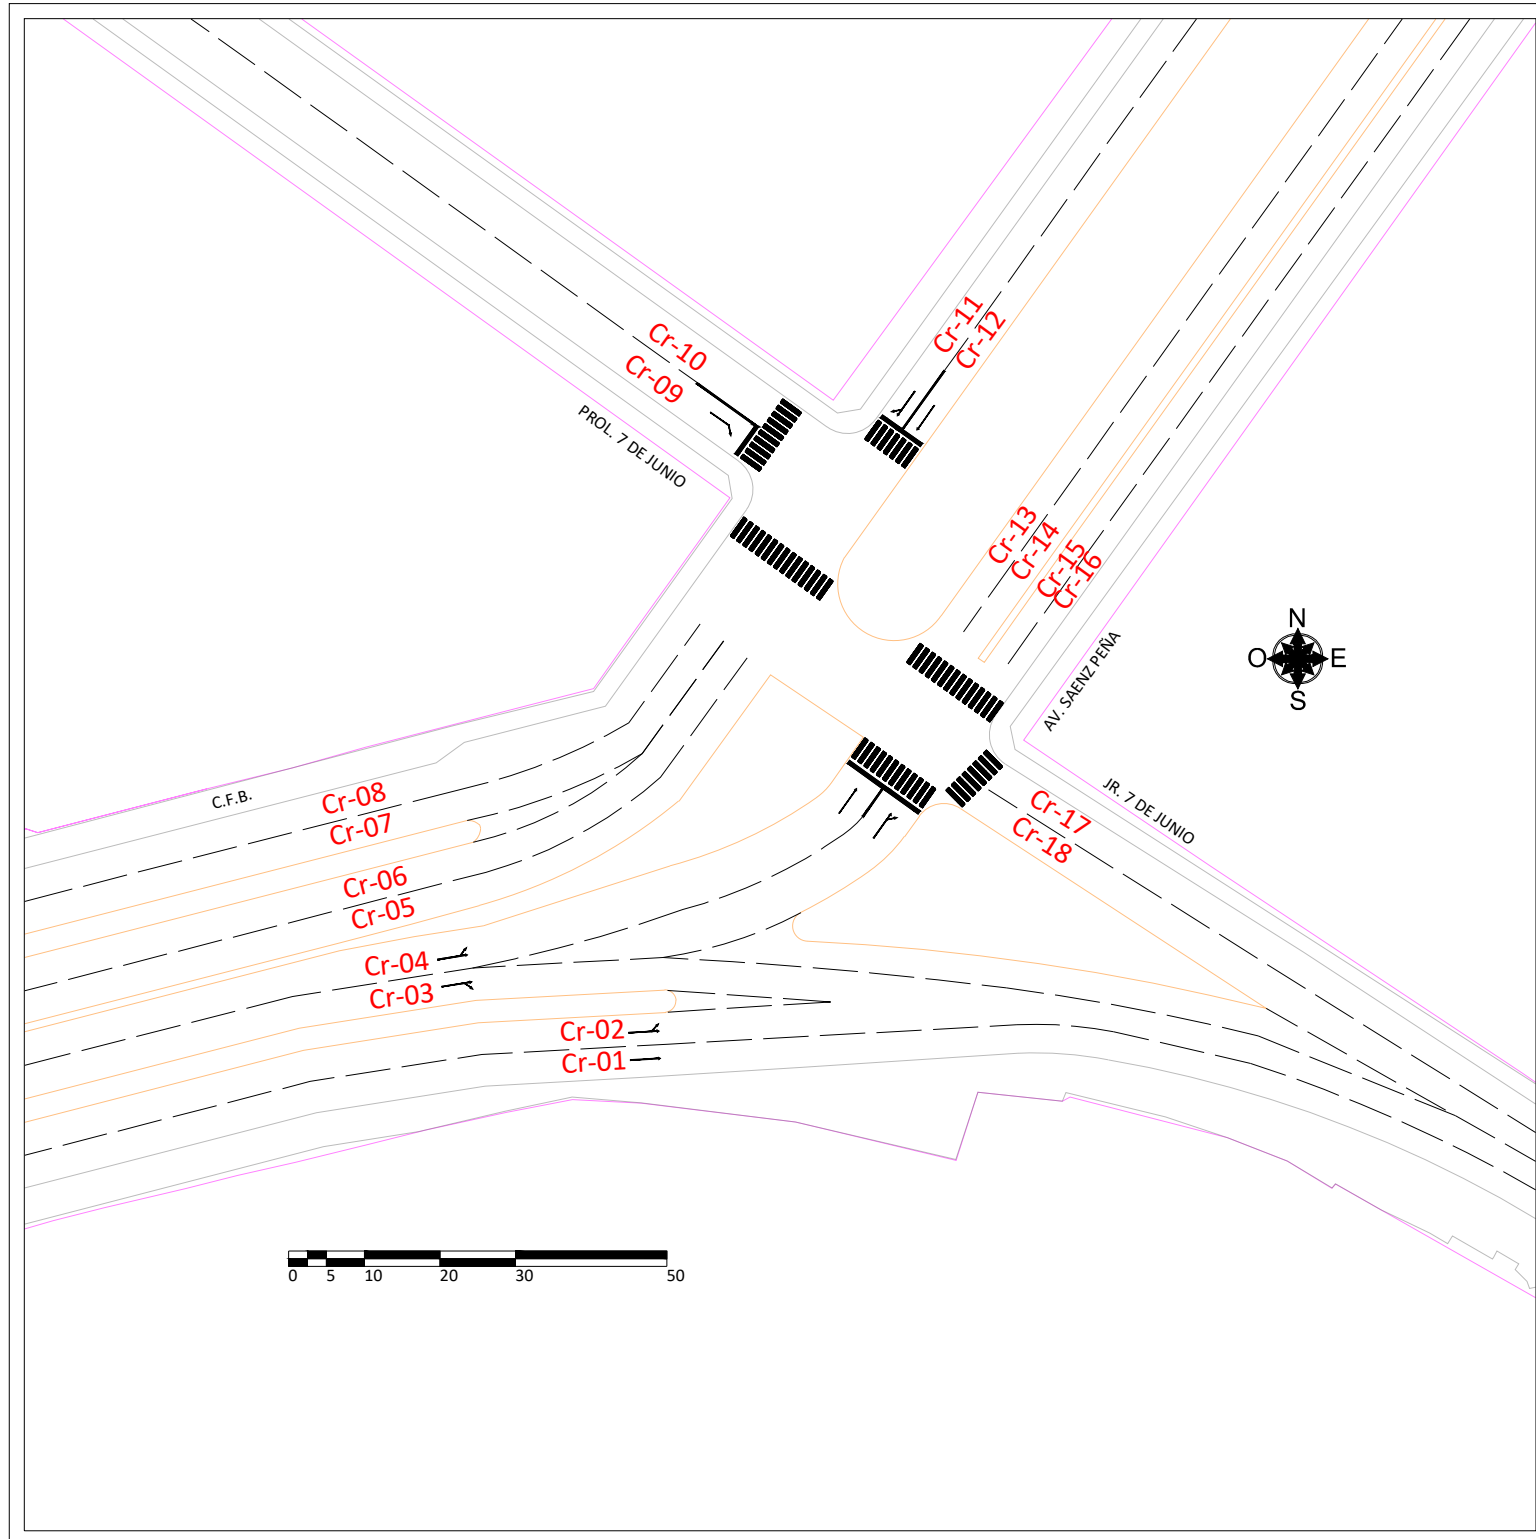 Cr-11
Cr-12
Cr-10
Cr-09
PROL. 7 DE JUNIO
Cr-13
Cr-14
Cr-15
Cr-16
N
O
E
S
AV. SAENZ PEÑA
C.F.B.
Cr-08
Cr-07
JR. 7 DE JUNIO
Cr-17
Cr-18
Cr-06
Cr-05
Cr-04
Cr-03
Cr-02
Cr-01
0 5 10 20 30 50